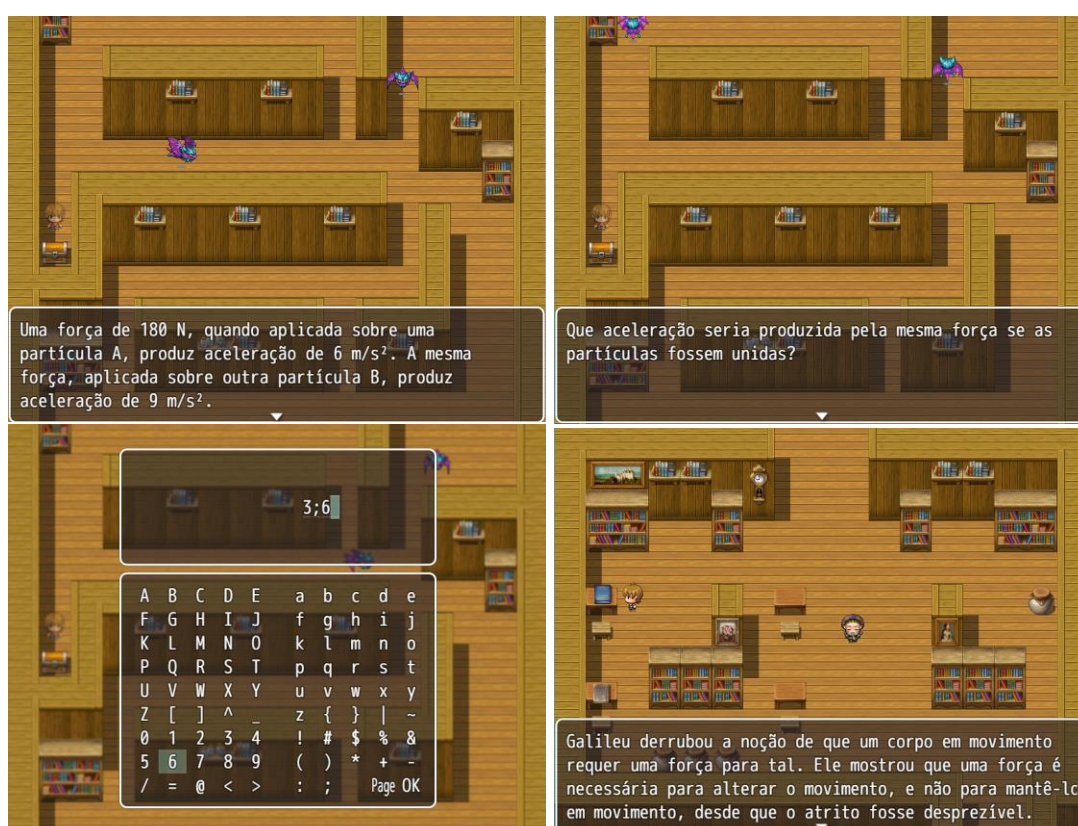 Uma força de 180 N, quando aplicada sobre uma
partícula A, produz aceleração de 6 m/s². A mesma
força, aplicada sobre outra partícula B, produz
aceleração de 9 m/s².
Que aceleração seria produzida pela mesma força se as
partículas fossem unidas?
3;6
A B C D E a b c d e
F G H I J f g h i j
K L M N O k l m n o
P Q R S T p q r s t
U V W X Y u v w x y
Z [ ] ^ _ z { } | ~
0 1 2 3 4 ! # $ % &
5 6 7 8 9 ( ) * + -
/ = @ < > : ; Page OK
Galileu derrubou a noção de que um corpo em movimento
requer uma força para tal. Ele mostrou que uma força é
necessária para alterar o movimento, e não para mantê-lo
em movimento, desde que o atrito fosse desprezível.